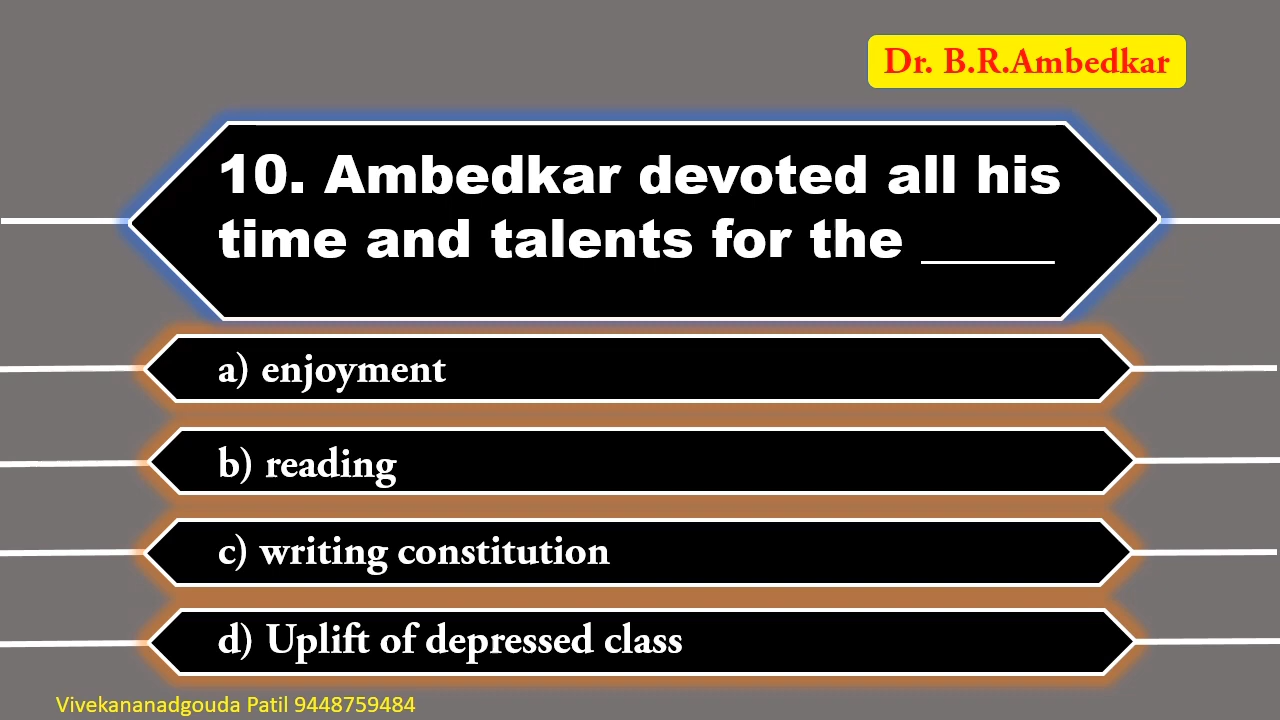 Dr. B.R.Ambedkar
10. Ambedkar devoted all his
time and talents for the _____
a) enjoyment
b) reading
c) writing constitution
d) Uplift of depressed class
Vivekananadgouda Patil 9448759484